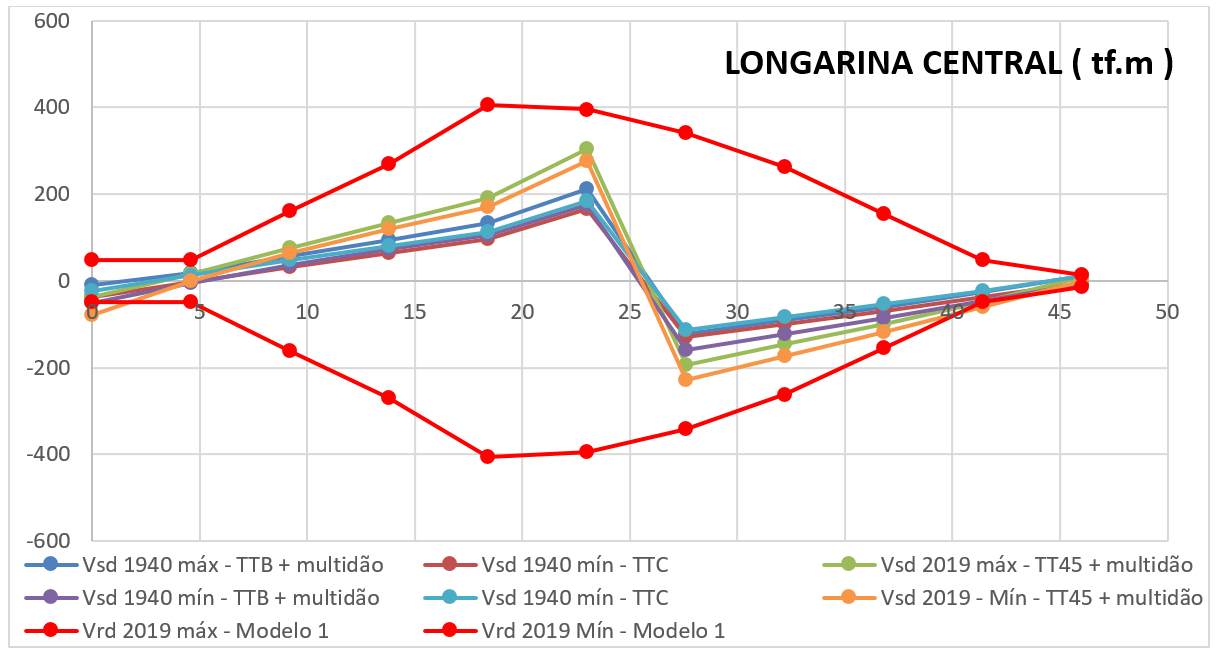 600
LONGARINA CENTRAL ( tf.m )
400
200
0
0 5 10 15 20 25 30 35 40 45 50
-200
-400
-600
Vsd 1940 máx - TTB + multidão Vsd 1940 mín - TTC Vsd 2019 máx - TT45 + multidão
Vsd 1940 mín - TTB + multidão Vsd 1940 mín - TTC Vsd 2019 - Mín - TT45 + multidão
Vrd 2019 máx - Modelo 1 Vrd 2019 Mín - Modelo 1